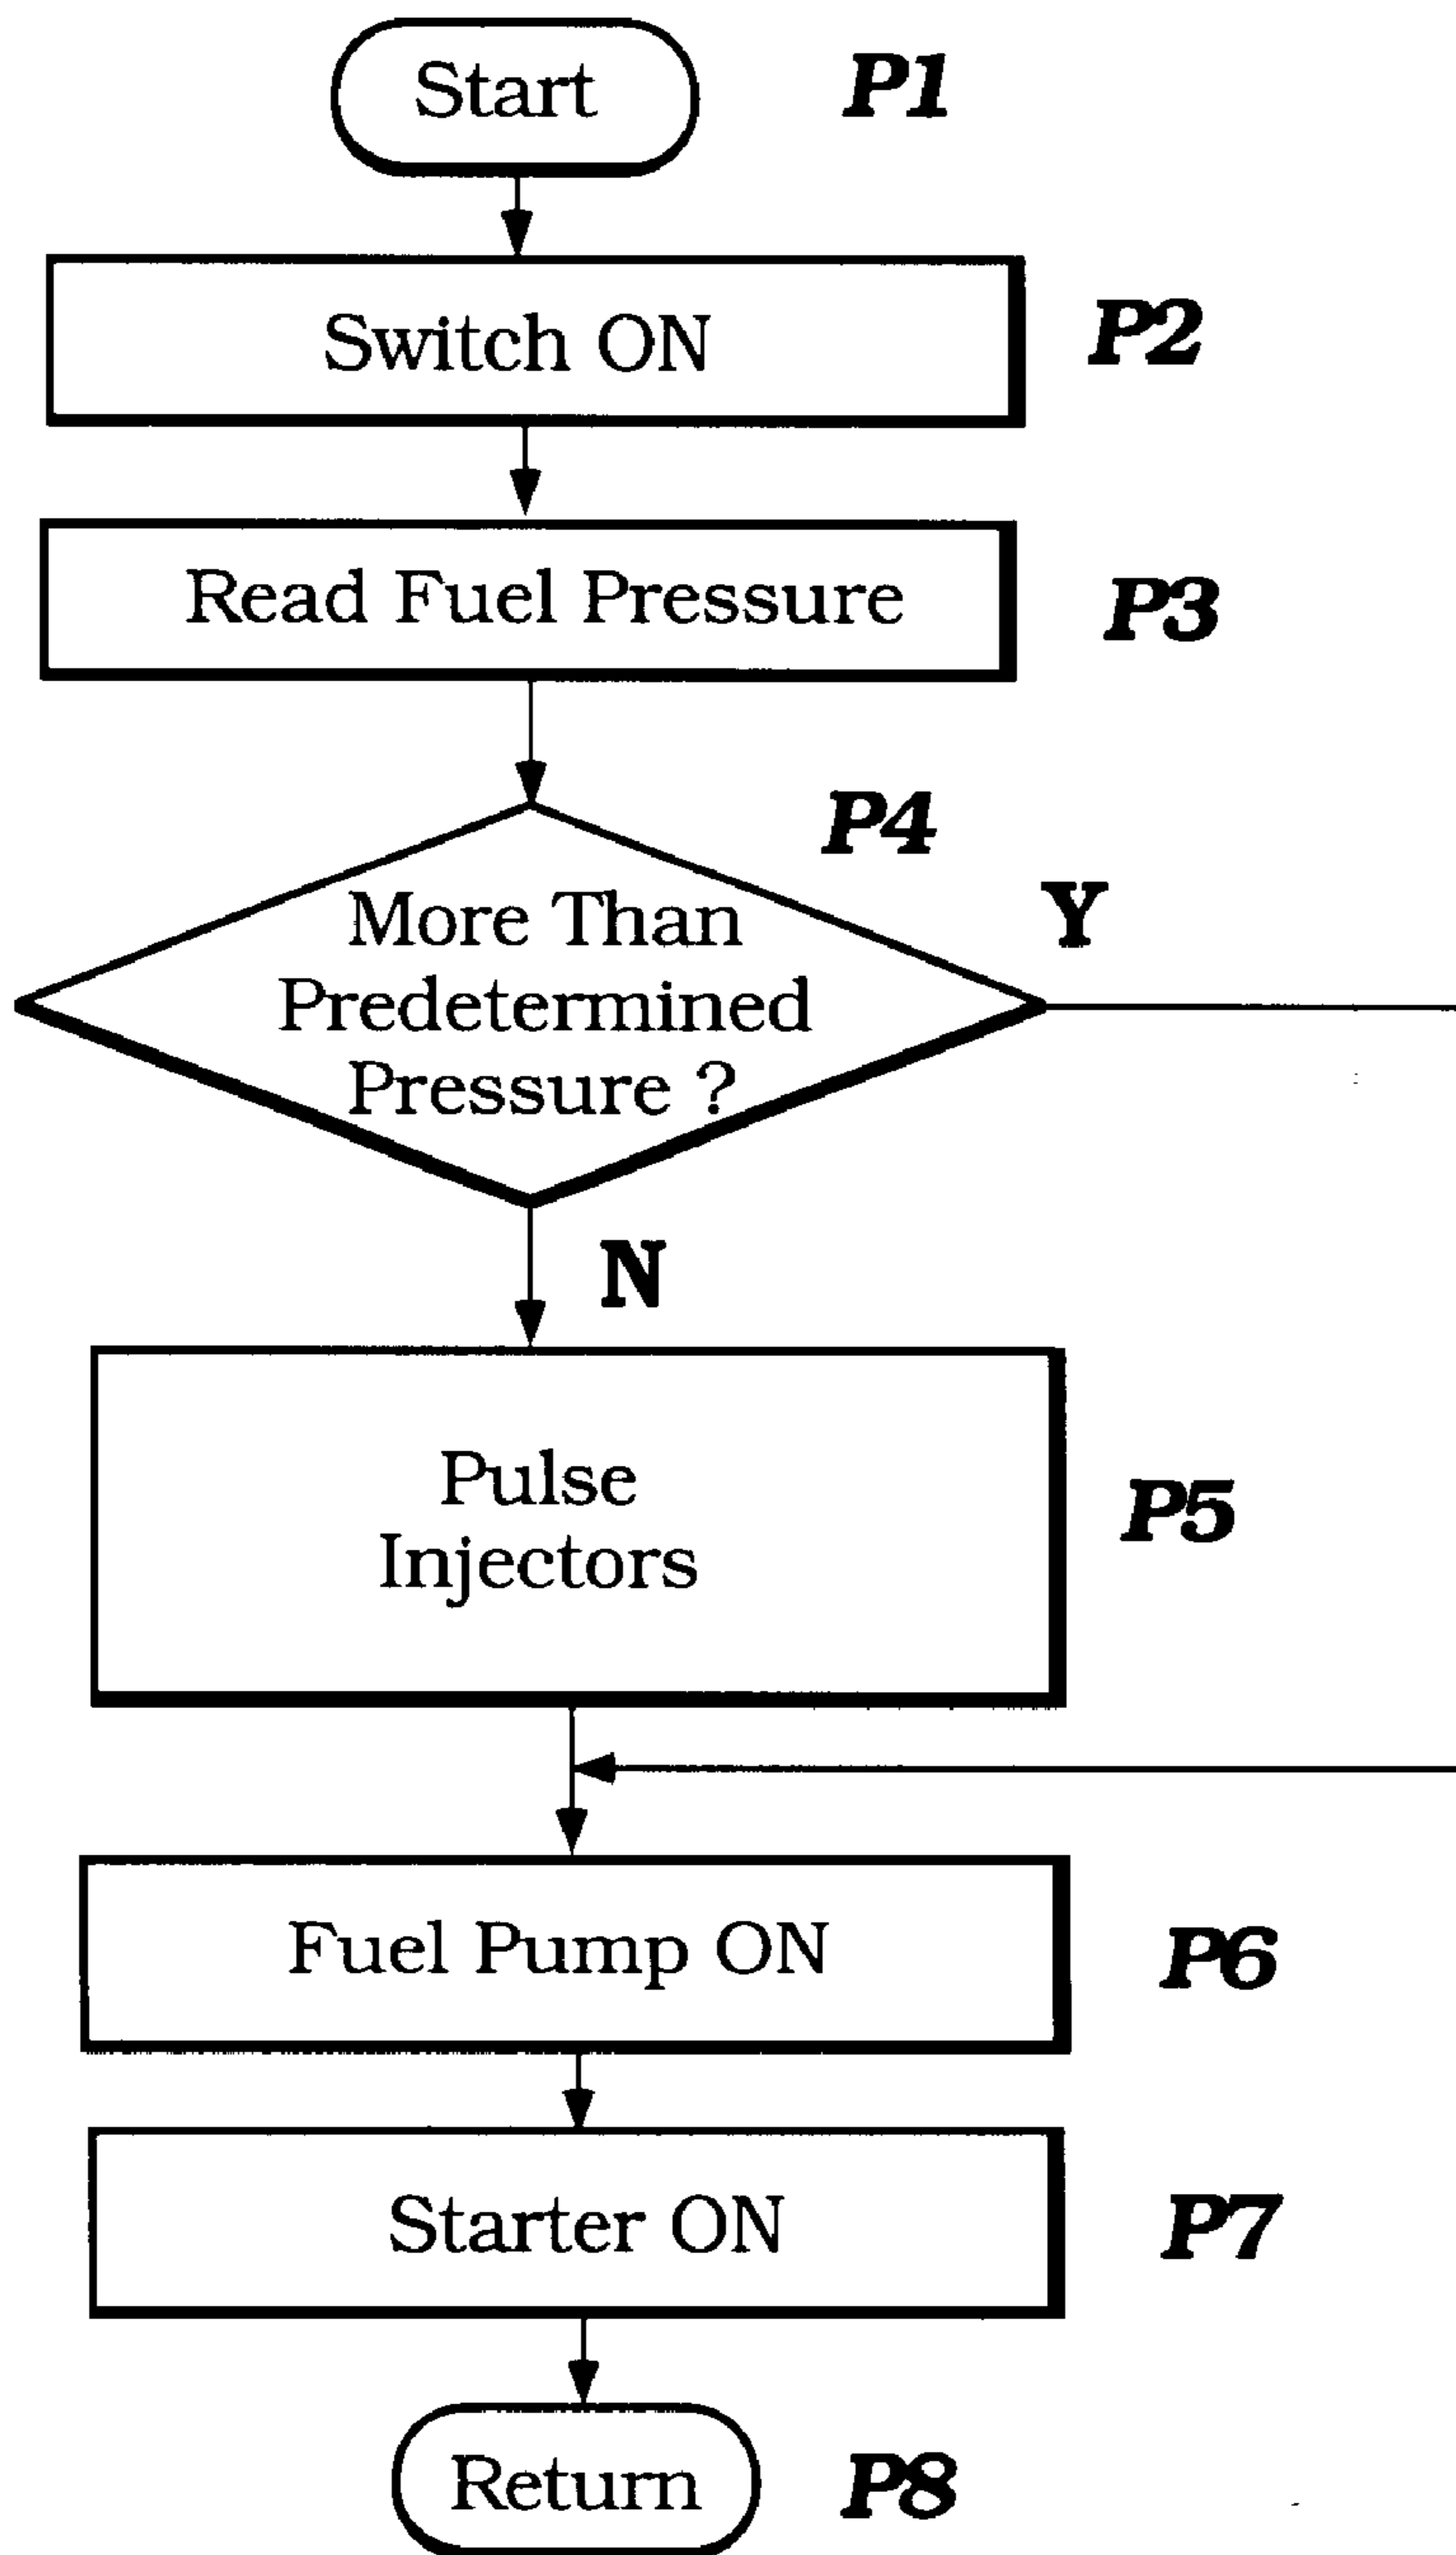 Start
P1
Switch ON
P2
Read Fuel Pressure
P3
P4
More Than
Predetermined
Pressure ?
Y
N
Pulse
Injectors
P5
Fuel Pump ON
P6
Starter ON
P7
Return
P8